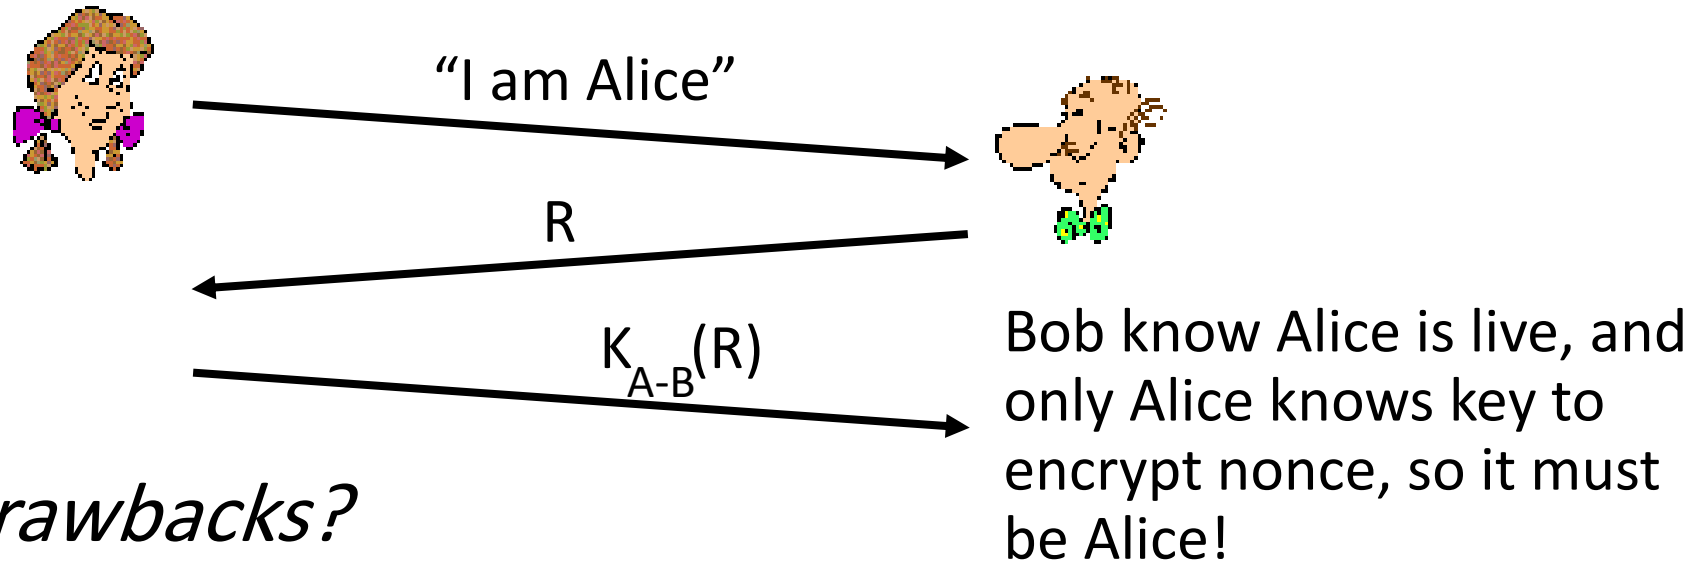 “I am Alice”
R
K_A-B(R)
Bob know Alice is live, and
only Alice knows key to
encrypt nonce, so it must
be Alice!
rawbacks?